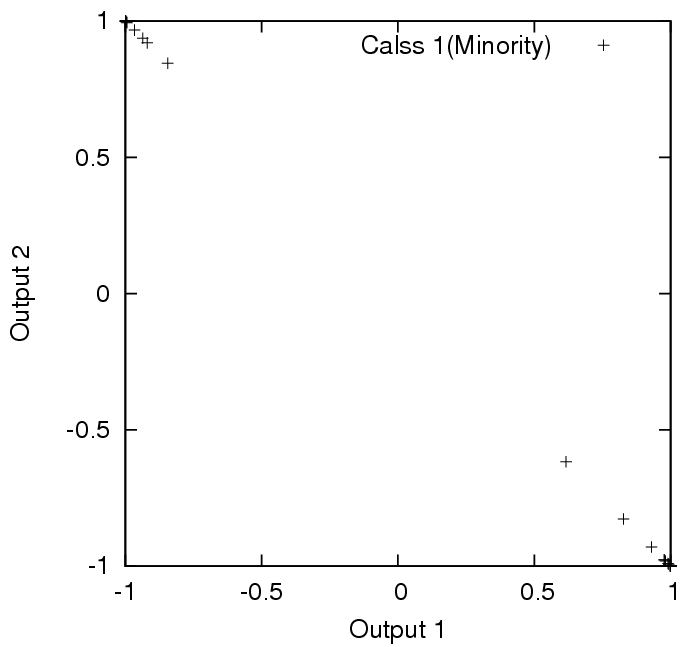 1
Calss 1(Minority)
0.5
Output 2
0
-0.5
-1
-1 -0.5 0 0.5 1
Output 1